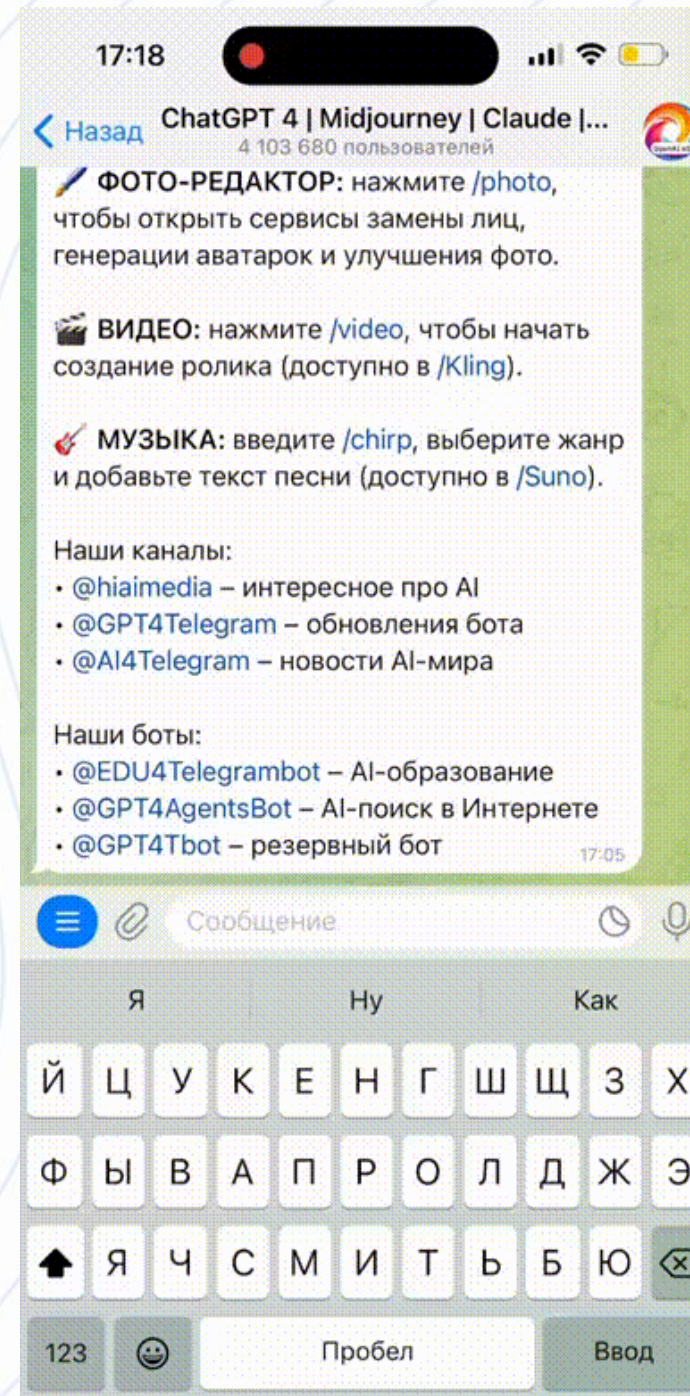 17:18
Назад
ChatGPT 4 | Midjourney | Claude |...
4 103 680 пользователей
ФОТО-РЕДАКТОР: нажмите /photo,
чтобы открыть сервисы замены лиц,
генерации аватарок и улучшения фото.
ВИДЕО: нажмите /video, чтобы начать
создание ролика (доступно в /Kling).
МУЗЫКА: введите /chirp, выберите жанр
и добавьте текст песни (доступно в /Suno).
Наши каналы:
• @hiaimedia – интересное про AI
• @GPT4Telegram – обновления бота
• @AI4Telegram – новости AI-мира
Наши боты:
• @EDU4Telegrambot – AI-образование
• @GPT4AgentsBot – AI-поиск в Интернете
• @GPT4Tbot – резервный бот
17:05
Сообщение
Я Ну Как
Й Ц У К Е Н Г Ш Щ З Х
Ф Ы В А П Р О Л Д Ж Э
Я Ч С М И Т Ь Б Ю
123 Пробел Ввод